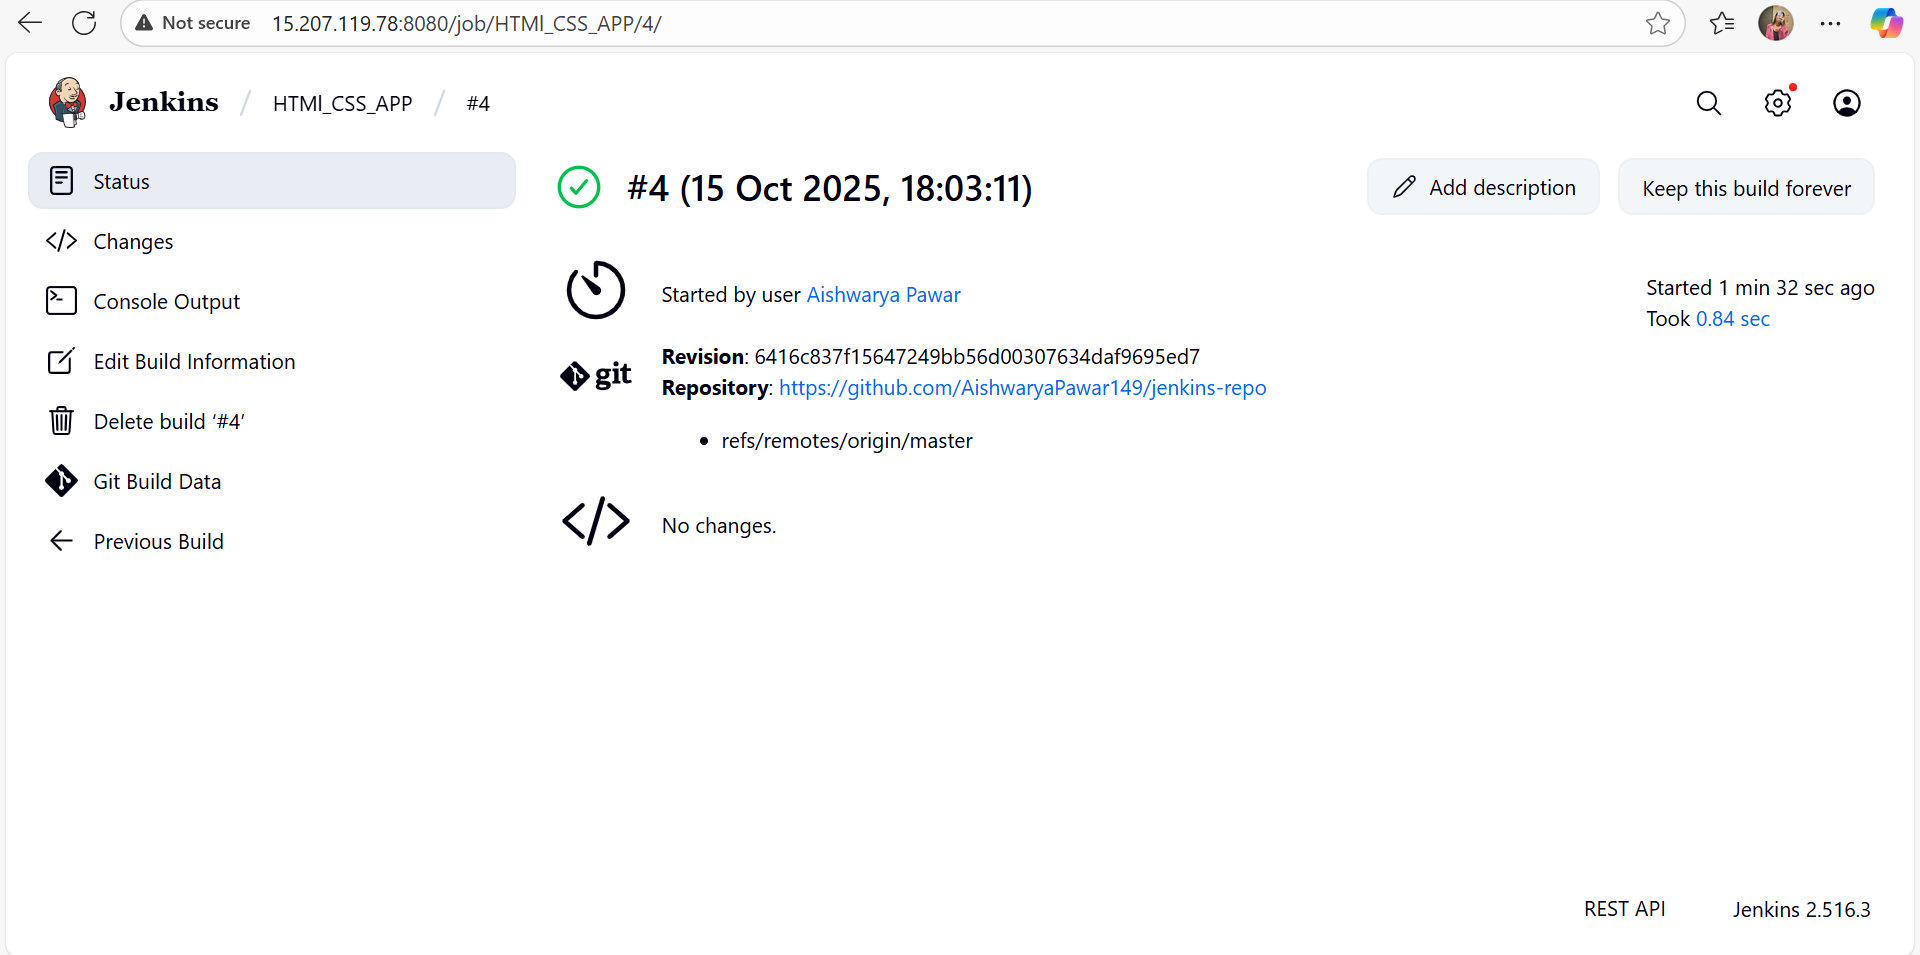 Not secure 15.207.119.78:8080/job/HTMl_CSS_APP/4/
Jenkins / HTMl_CSS_APP / #4
Status
Changes
Console Output
Edit Build Information
Delete build ‘#4’
Git Build Data
Previous Build
#4 (15 Oct 2025, 18:03:11)
Add description
Keep this build forever
Started by user Aishwarya Pawar
Started 1 min 32 sec ago
Took 0.84 sec
git
Revision: 6416c837f15647249bb56d00307634daf9695ed7
Repository: https://github.com/AishwaryaPawar149/jenkins-repo
• refs/remotes/origin/master
No changes.
REST API
Jenkins 2.516.3